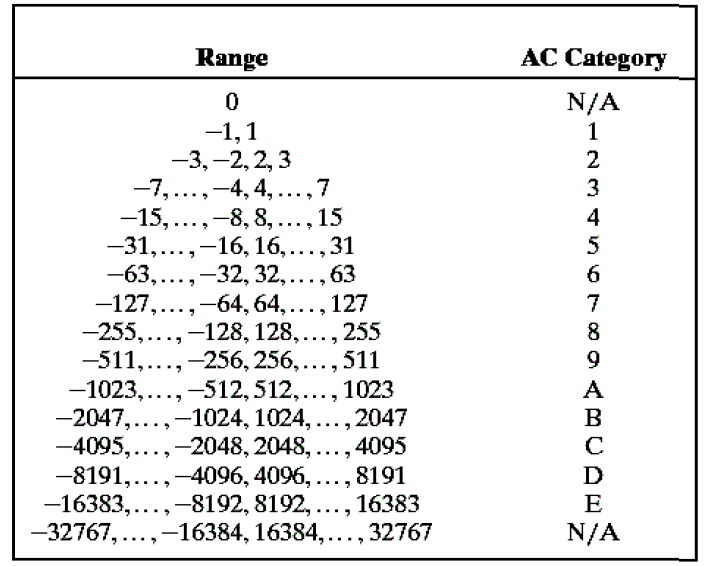 Range AC Category
0 N/A
−1, 1 1
−3, −2, 2, 3 2
−7, ..., −4, 4, ..., 7 3
−15, ..., −8, 8, ..., 15 4
−31, ..., −16, 16, ..., 31 5
−63, ..., −32, 32, ..., 63 6
−127, ..., −64, 64, ..., 127 7
−255, ..., −128, 128, ..., 255 8
−511, ..., −256, 256, ..., 511 9
−1023, ..., −512, 512, ..., 1023 A
−2047, ..., −1024, 1024, ..., 2047 B
−4095, ..., −2048, 2048, ..., 4095 C
−8191, ..., −4096, 4096, ..., 8191 D
−16383, ..., −8192, 8192, ..., 16383 E
−32767, ..., −16384, 16384, ..., 32767 N/A